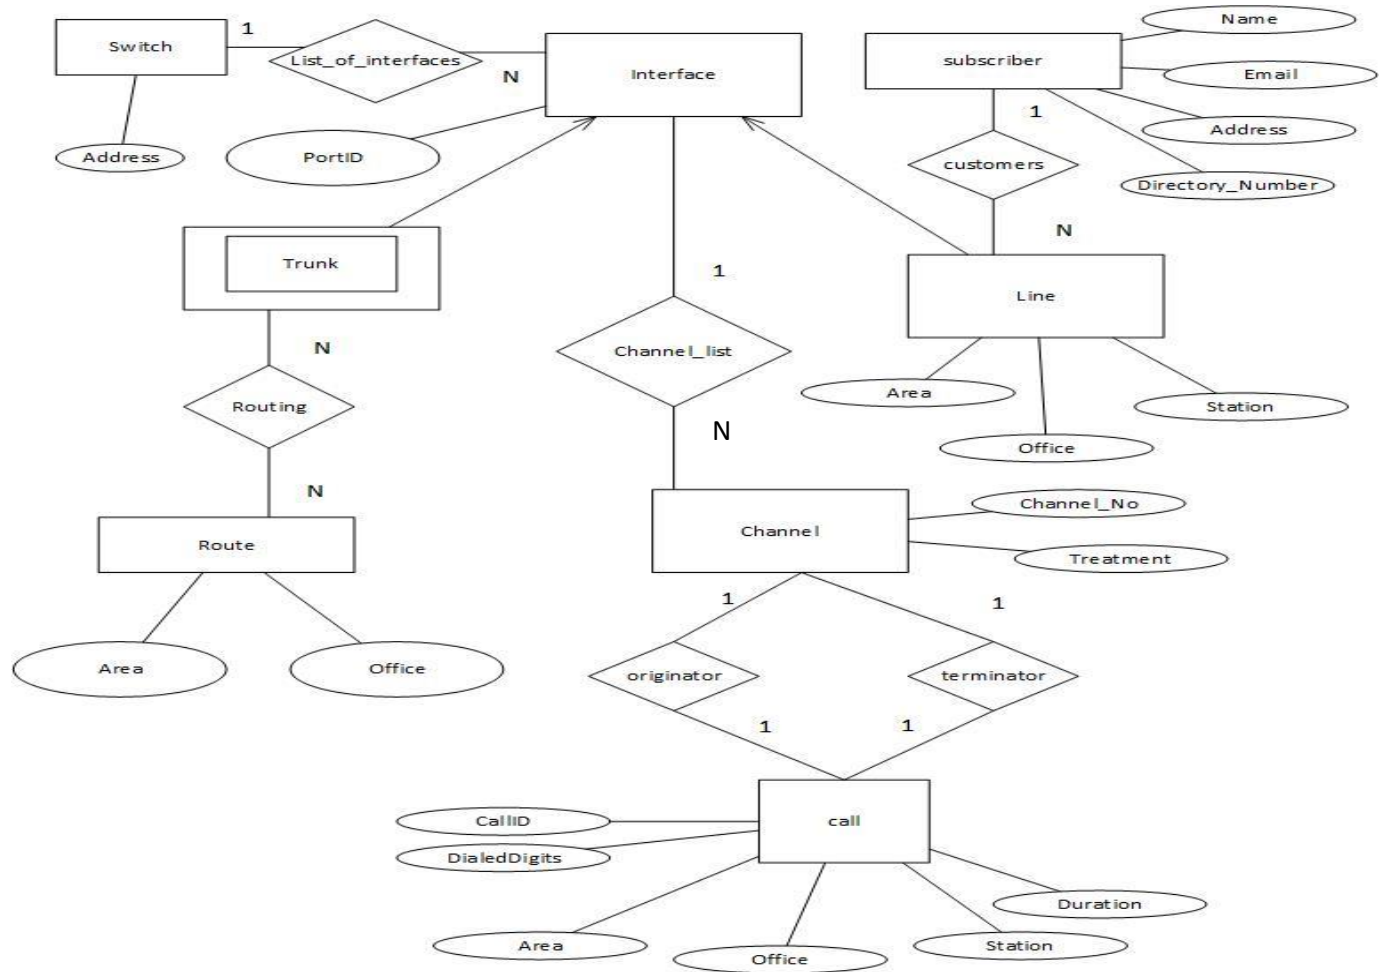 Name
1
Switch
List_of_interfaces
N
Interface
subscriber
Email
1
Address
Address
PortID
customers
Directory_Number
N
Trunk
1
Line
N
Channel_list
Area
Station
Routing
N
Office
N
Channel_No
Channel
Route
Treatment
1
1
Area
Office
originator
terminator
1
1
CallID
call
DialedDigits
Duration
Area
Office
Station